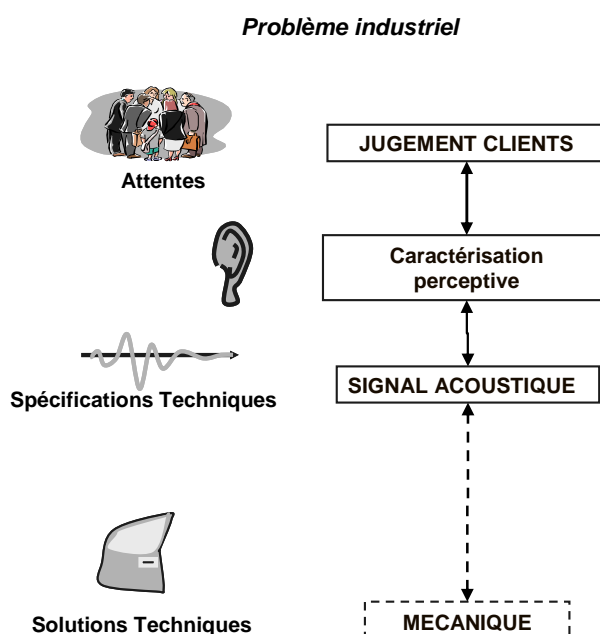 Problème industriel
JUGEMENT CLIENTS
Attentes
Caractérisation
perceptive
SIGNAL ACOUSTIQUE
Spécifications Techniques
MECANIQUE
Solutions Techniques